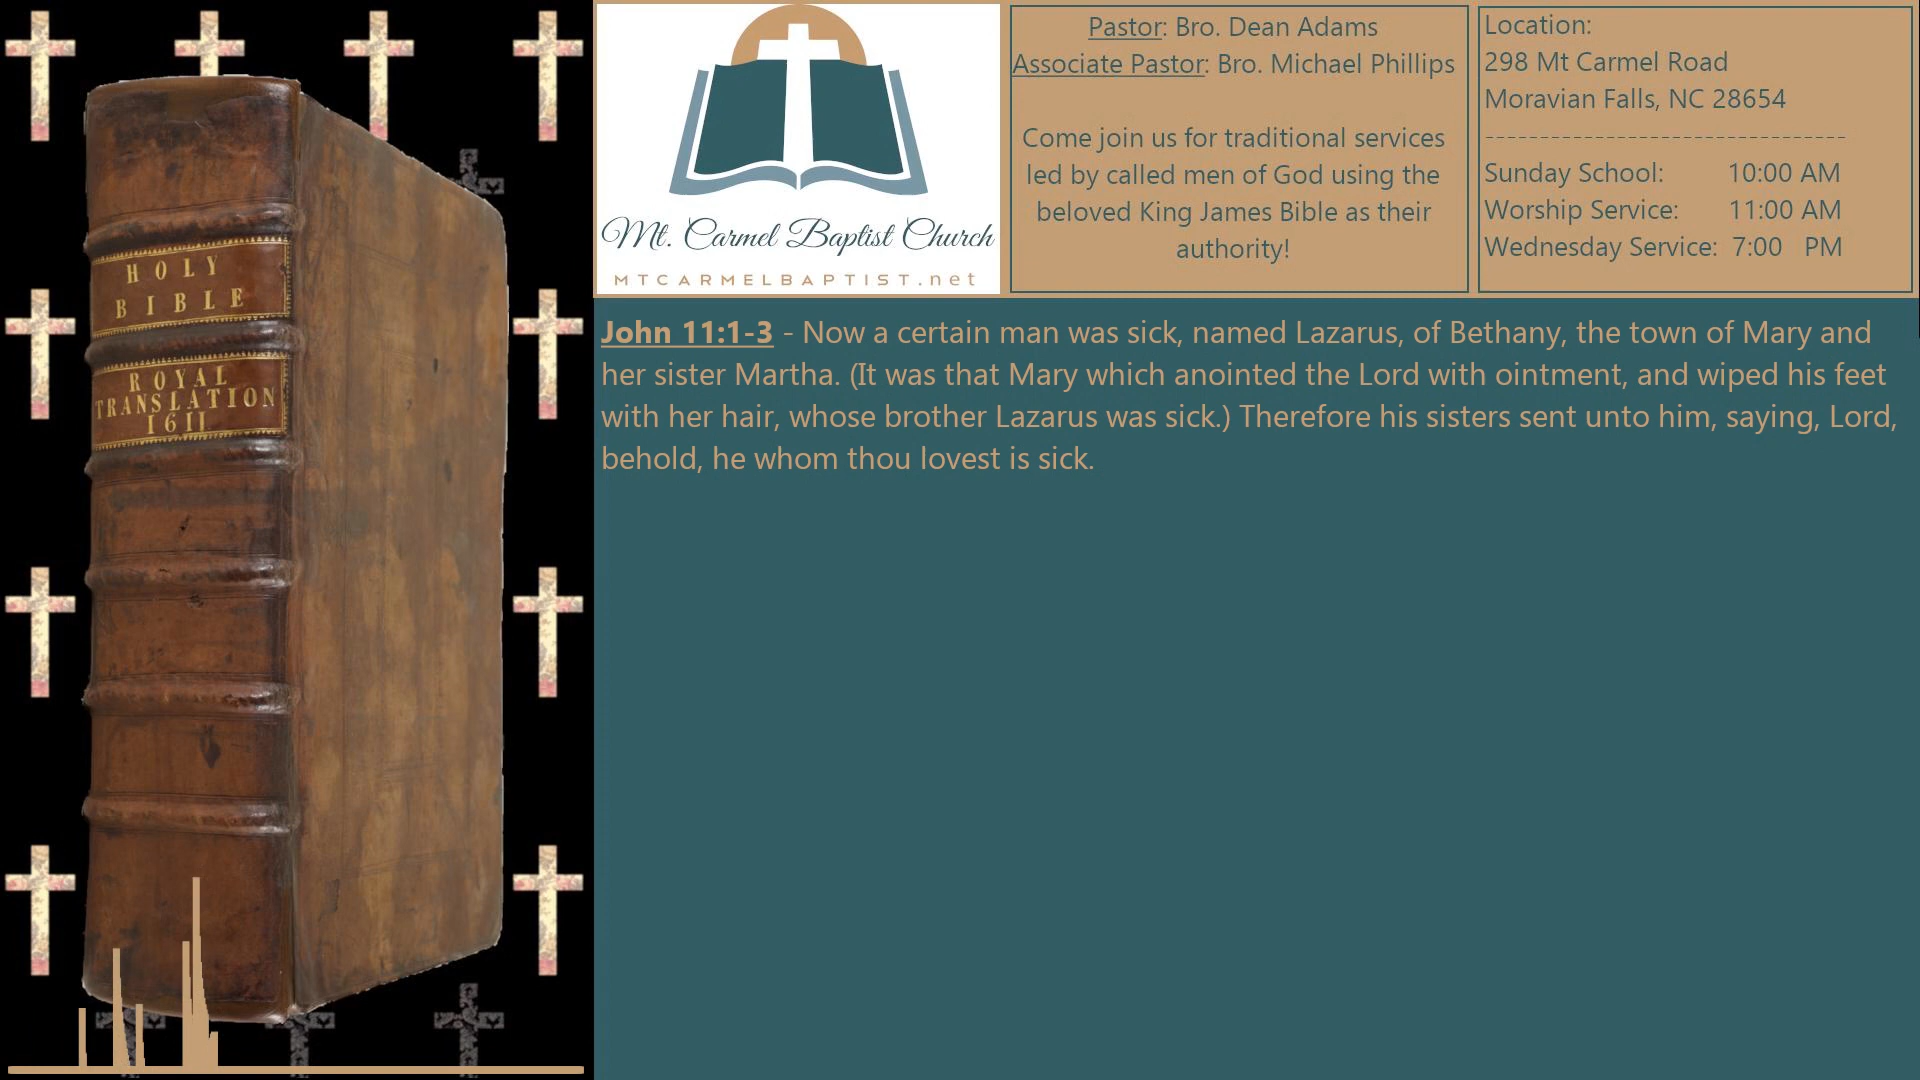 HOLY
BIBLE
ROYAL
TRANSLATION
1611
Mt. Carmel Baptist Church
MTCARMELBAPTIST.net
Pastor: Bro. Dean Adams
Associate Pastor: Bro. Michael Phillips
Come join us for traditional services
led by called men of God using the
beloved King James Bible as their
authority!
Location:
298 Mt Carmel Road
Moravian Falls, NC 28654
---------------------------------
Sunday School: 10:00 AM
Worship Service: 11:00 AM
Wednesday Service: 7:00 PM
John 11:1-3 - Now a certain man was sick, named Lazarus, of Bethany, the town of Mary and
her sister Martha. (It was that Mary which anointed the Lord with ointment, and wiped his feet
with her hair, whose brother Lazarus was sick.) Therefore his sisters sent unto him, saying, Lord,
behold, he whom thou lovest is sick.